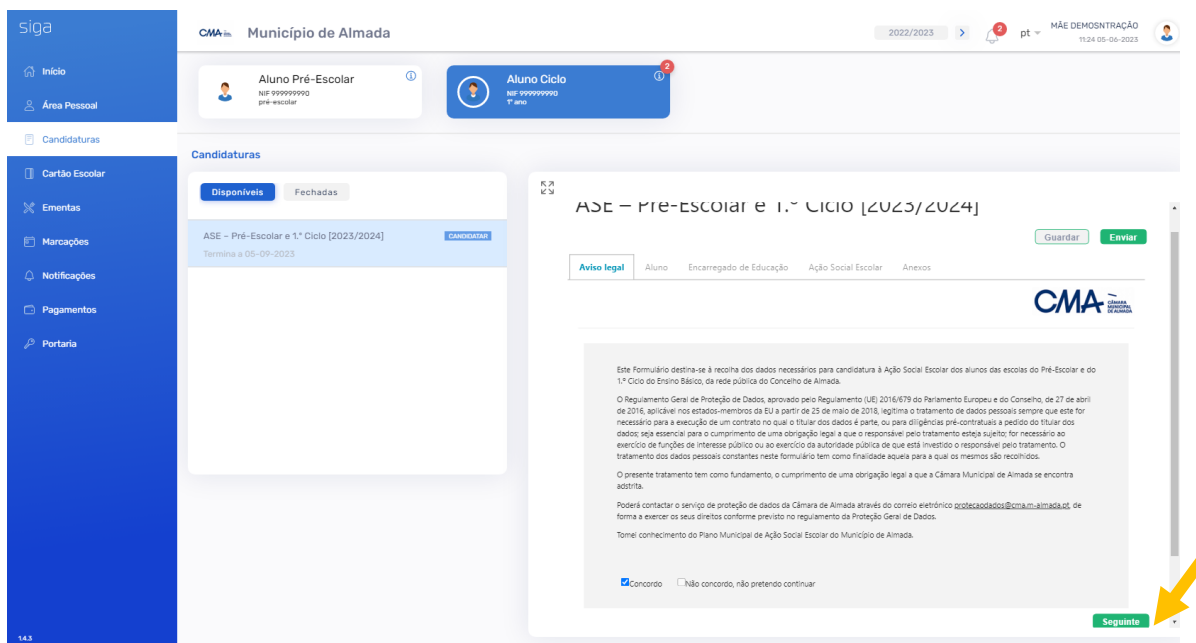 siga
CMA Município de Almada
2022/2023 > 2 pt MÃE DEMOSNTRAÇÃO
11:24 05-06-2023
Início
Área Pessoal
Candidaturas
Cartão Escolar
Ementas
Marcações
Notificações
Pagamentos
Portaria
1.4.3
Aluno Pré-Escolar
NIF 999999990
pré-escolar
Aluno Ciclo
NIF 999999990
1º ano
2
Candidaturas
Disponíveis Fechadas
ASE – Pré-Escolar e 1.º Ciclo [2023/2024] CANDIDATAR
Termina a 05-09-2023
ASE – Pré-Escolar e 1.º Ciclo [2023/2024]
Guardar Enviar
Aviso legal Aluno Encarregado de Educação Ação Social Escolar Anexos
CMA CÂMARA
MUNICIPAL
DE ALMADA
Este Formulário destina-se à recolha dos dados necessários para candidatura à Ação Social Escolar dos alunos das escolas do Pré-Escolar e do
1.º Ciclo do Ensino Básico, da rede pública do Concelho de Almada.
O Regulamento Geral de Proteção de Dados, aprovado pelo Regulamento (UE) 2016/679 do Parlamento Europeu e do Conselho, de 27 de abril
de 2016, aplicável nos estados-membros da EU a partir de 25 de maio de 2018, legitima o tratamento de dados pessoais sempre que este for
necessário para a execução de um contrato no qual o titular dos dados é parte, ou para diligências pré-contratuais a pedido do titular dos
dados; seja essencial para o cumprimento de uma obrigação legal a que o responsável pelo tratamento esteja sujeito; for necessário ao
exercício de funções de interesse público ou ao exercício da autoridade pública de que está investido o responsável pelo tratamento. O
tratamento dos dados pessoais constantes neste formulário tem como finalidade aquela para a qual os mesmos são recolhidos.
O presente tratamento tem como fundamento, o cumprimento de uma obrigação legal a que a Câmara Municipal de Almada se encontra
adstrita.
Poderá contactar o serviço de proteção de dados da Câmara de Almada através do correio eletrónico protecaodados@cma.m-almada.pt, de
forma a exercer os seus direitos conforme previsto no regulamento da Proteção Geral de Dados.
Tomei conhecimento do Plano Municipal de Ação Social Escolar do Município de Almada.
Concordo Não concordo, não pretendo continuar
Seguinte